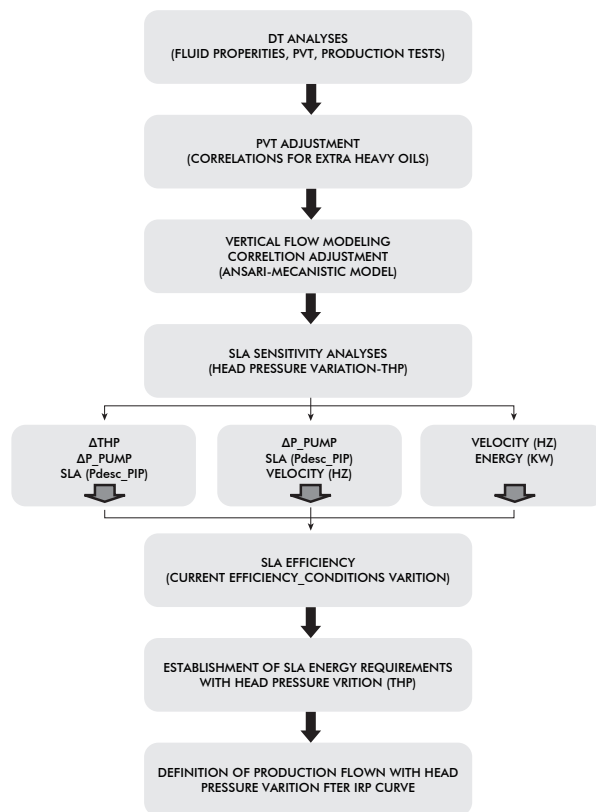 DT ANALYSES
(FLUID PROPERITIES, PVT, PRODUCTION TESTS)
PVT ADJUSTMENT
(CORRELATIONS FOR EXTRA HEAVY OILS)
VERTICAL FLOW MODELING
CORRELTION ADJUSTMENT
(ANSARI-MECANISTIC MODEL)
SLA SENSITIVITY ANALYSES
(HEAD PRESSURE VARIATION-THP)
ΔTHP
ΔP_PUMP
SLA (Pdesc_PIP)
ΔP_PUMP
SLA (Pdesc_PIP)
VELOCITY (HZ)
VELOCITY (HZ)
ENERGY (KW)
SLA EFFICIENCY
(CURRENT EFFICIENCY_CONDITIONS VARITION)
ESTABLISHMENT OF SLA ENERGY REQUIREMENTS
WITH HEAD PRESSURE VRITION (THP)
DEFINITION OF PRODUCTION FLOWN WITH HEAD
PRESSURE VARITION FTER IRP CURVE